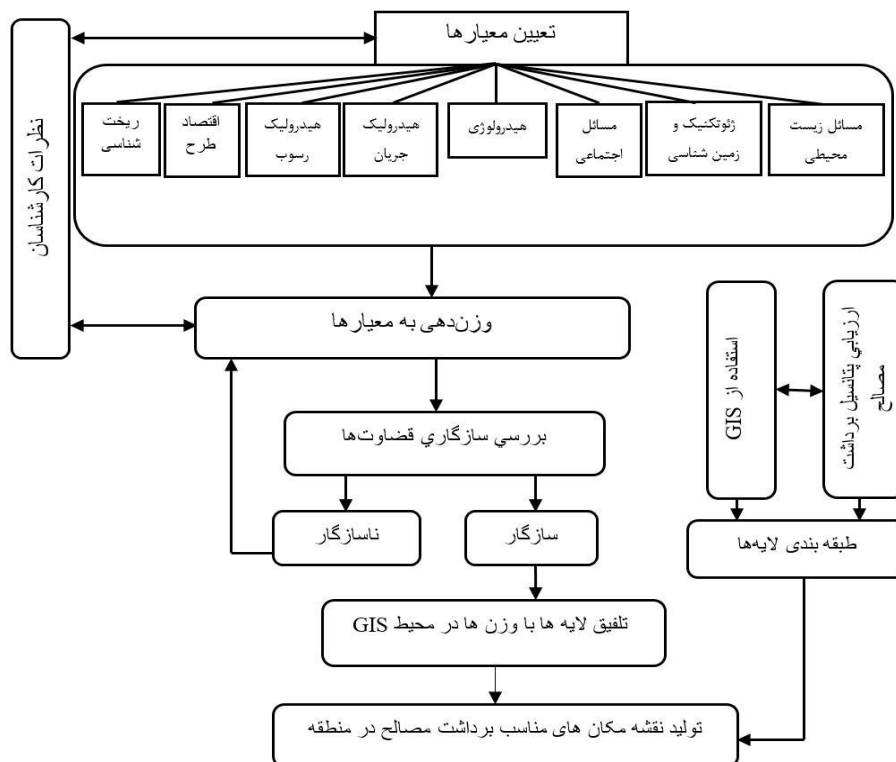 تعیین معیارها
نظرات کارشناسان
مسائل زیست
محیطی
ژئوتکنیک و
زمین شناسی
مسائل
اجتماعی
هیدرولوژی
هیدرولیک
جریان
هیدرولیک
رسوب
اقتصاد
طرح
ریخت
شناسی
وزن‌دهی به معیارها
بررسي سازگاري قضاوت‌ها
سازگار
ناسازگار
ارزيابي پتانسيل برداشت
مصالح
استفاده از GIS
طبقه بندی لایه‌ها
تلفیق لایه ها با وزن ها در محیط GIS
تولید نقشه مکان های مناسب برداشت مصالح در منطقه